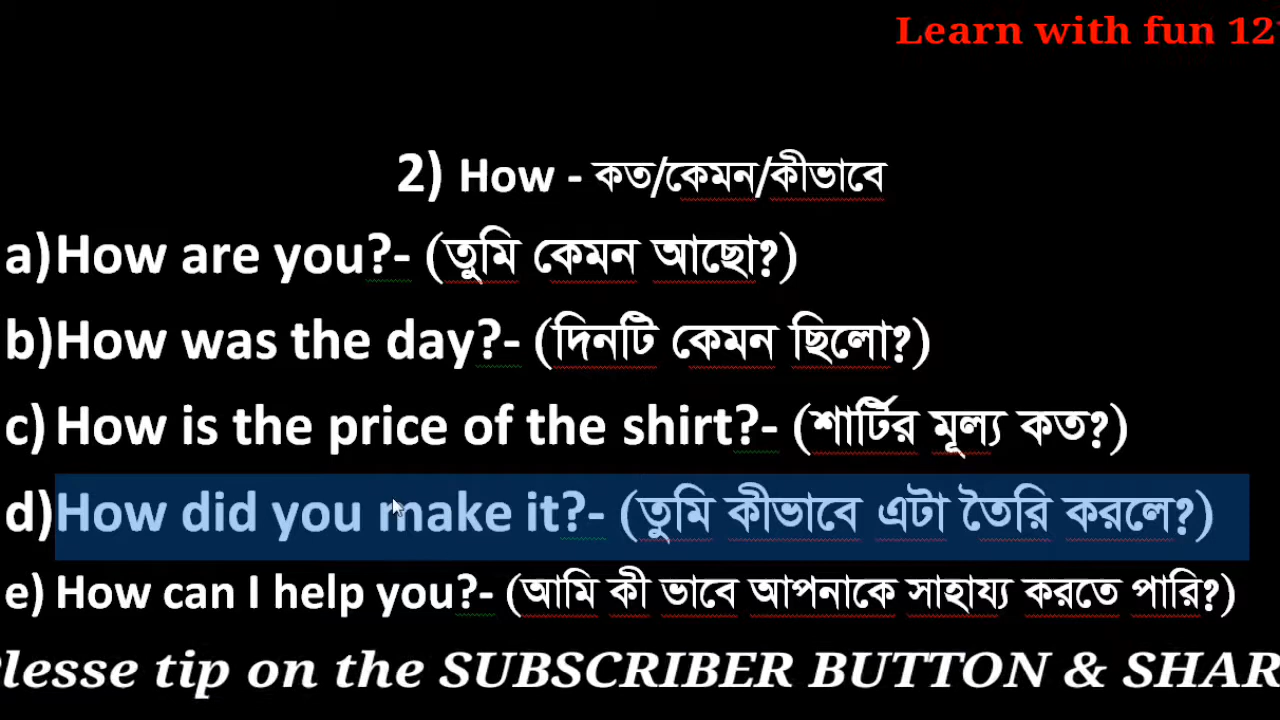 Learn with fun 12
2) How - কত/কেমন/কীভাবে
a)How are you?- (তুমি কেমন আছো?)
b)How was the day?- (দিনটি কেমন ছিলো?)
c) How is the price of the shirt?- (শার্টির মূল্য কত?)
d)How did you make it?- (তুমি কীভাবে এটা তৈরি করলে?)
e) How can I help you?- (আমি কী ভাবে আপনাকে সাহায্য করতে পারি?)
lesse tip on the SUBSCRIBER BUTTON & SHAR